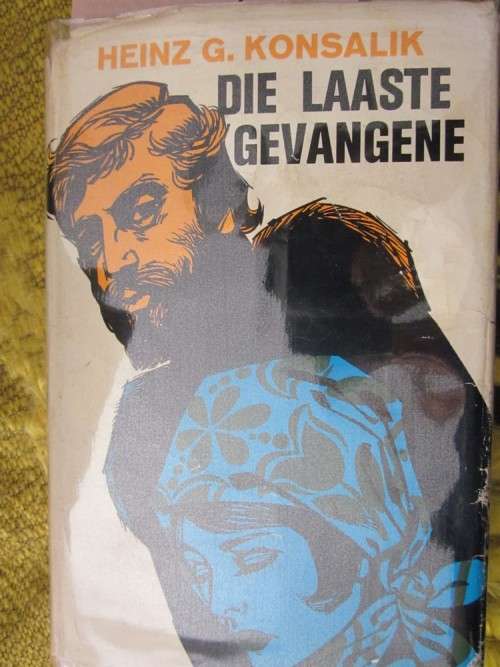 HEINZ G. KONSALIK
DIE LAASTE
GEVANGENE